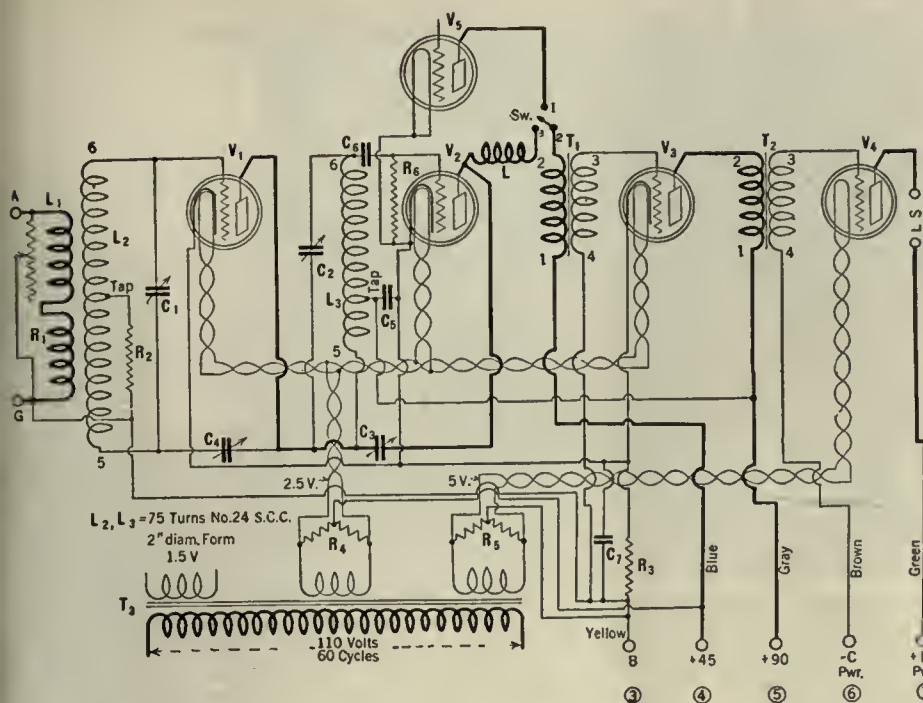 V5
1
Sw.
3 2
6 V1 C6 6 V2 L T1 V3 T2 V4
R6 2 3 2 3
A L1 L2
C2 L S
Tap C1 L3 Tap C5 1 4 1 4
R1 R2
G 5
5 C4 C3
2.5 V. 5 V.
L2, L3 = 75 Turns No.24 S.C.C.
2" diam. Form
1.5 V
R4 R5 C7 R3 Blue Gray Brown Green
T3
110 Volts
60 Cycles
Yellow
B +45 +90 -C
Pwr.
③ ④ ⑤ ⑥